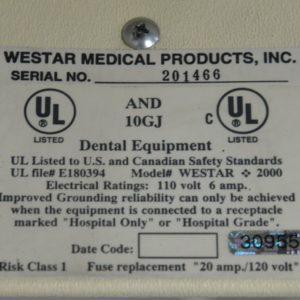 WESTAR MEDICAL PRODUCTS, INC.
SERIAL NO. 201466
UL LISTED
AND
10GJ
C UL LISTED
Dental Equipment
UL Listed to U.S. and Canadian Safety Standards
UL file# E180394 Model# WESTAR ❖ 2000
Electrical Ratings: 110 volt 6 amp.
Improved Grounding reliability can only be achieved
when the equipment is connected to a receptacle
marked "Hospital Only" or "Hospital Grade".
Date Code:
Risk Class 1 Fuse replacement "20 amp./120 volt"